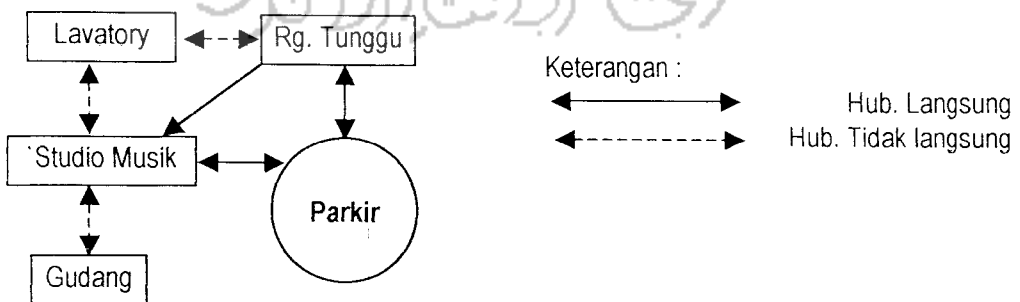 Lavatory
Rg. Tunggu
Studio Musik
Parkir
Gudang
Keterangan :
Hub. Langsung
Hub. Tidak langsung